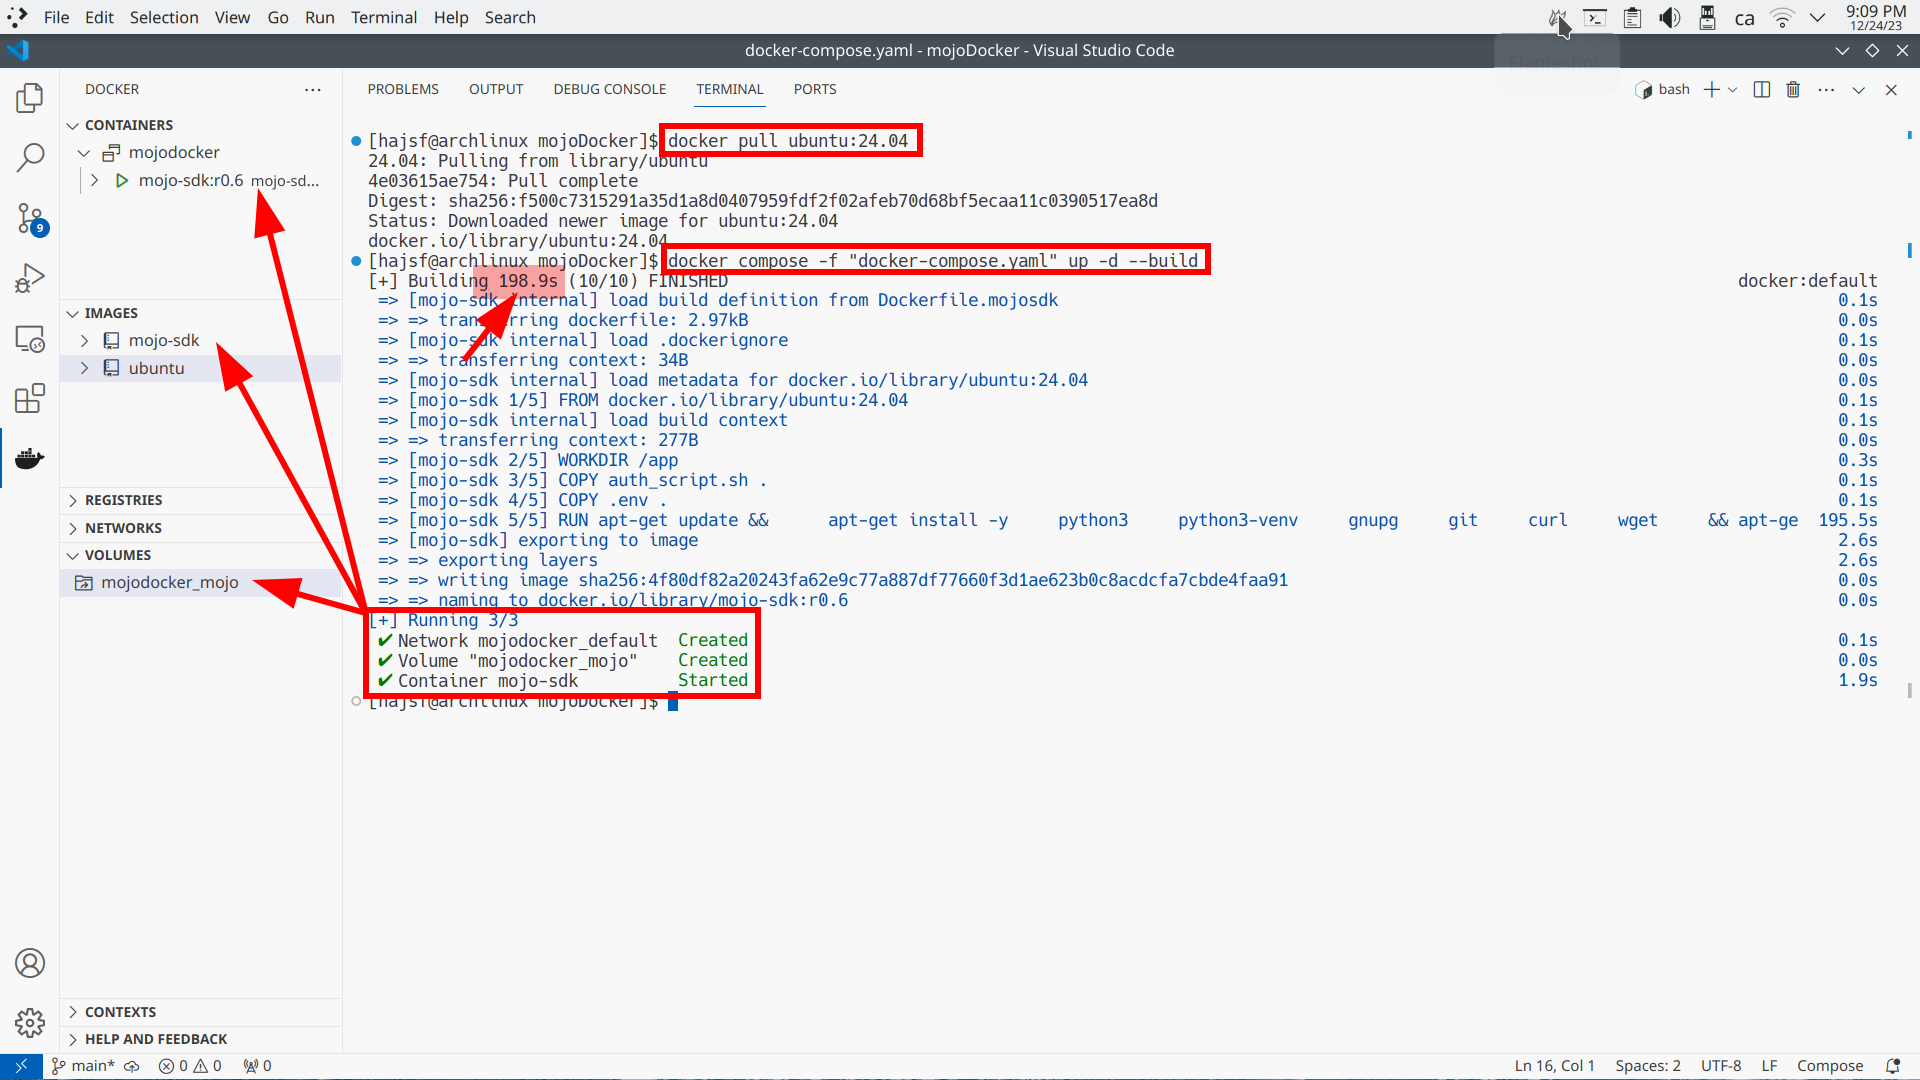 File Edit Selection View Go Run Terminal Help Search
ca
9:09 PM
12/24/23
docker-compose.yaml - mojoDocker - Visual Studio Code
DOCKER
PROBLEMS OUTPUT DEBUG CONSOLE TERMINAL PORTS
bash
CONTAINERS
mojodocker
mojo-sdk:r0.6 mojo-sd...
IMAGES
mojo-sdk
ubuntu
REGISTRIES
NETWORKS
VOLUMES
mojodocker_mojo
CONTEXTS
HELP AND FEEDBACK
9
[hajsf@archlinux mojoDocker]$ docker pull ubuntu:24.04
24.04: Pulling from library/ubuntu
4e03615ae754: Pull complete
Digest: sha256:f500c7315291a35d1a8d0407959fdf2f02afeb70d68bf5ecaa11c0390517ea8d
Status: Downloaded newer image for ubuntu:24.04
docker.io/library/ubuntu:24.04
[hajsf@archlinux mojoDocker]$ docker compose -f "docker-compose.yaml" up -d --build
[+] Building 198.9s (10/10) FINISHED docker:default
=> [mojo-sdk internal] load build definition from Dockerfile.mojosdk 0.1s
=> => transferring dockerfile: 2.97kB 0.0s
=> [mojo-sdk internal] load .dockerignore 0.1s
=> => transferring context: 34B 0.0s
=> [mojo-sdk internal] load metadata for docker.io/library/ubuntu:24.04 0.0s
=> [mojo-sdk 1/5] FROM docker.io/library/ubuntu:24.04 0.1s
=> [mojo-sdk internal] load build context 0.1s
=> => transferring context: 277B 0.0s
=> [mojo-sdk 2/5] WORKDIR /app 0.3s
=> [mojo-sdk 3/5] COPY auth_script.sh . 0.1s
=> [mojo-sdk 4/5] COPY .env . 0.1s
=> [mojo-sdk 5/5] RUN apt-get update && apt-get install -y python3 python3-venv gnupg git curl wget && apt-ge 195.5s
=> [mojo-sdk] exporting to image 2.6s
=> => exporting layers 2.6s
=> => writing image sha256:4f80df82a20243fa62e9c77a887df77660f3d1ae623b0c8acdcfa7cbde4faa91 0.0s
=> => naming to docker.io/library/mojo-sdk:r0.6 0.0s
[+] Running 3/3
✔ Network mojodocker_default Created 0.1s
✔ Volume "mojodocker_mojo" Created 0.0s
✔ Container mojo-sdk Started 1.9s
[hajsf@archlinux mojoDocker]$
main* 0 0 0
Ln 16, Col 1 Spaces: 2 UTF-8 LF Compose